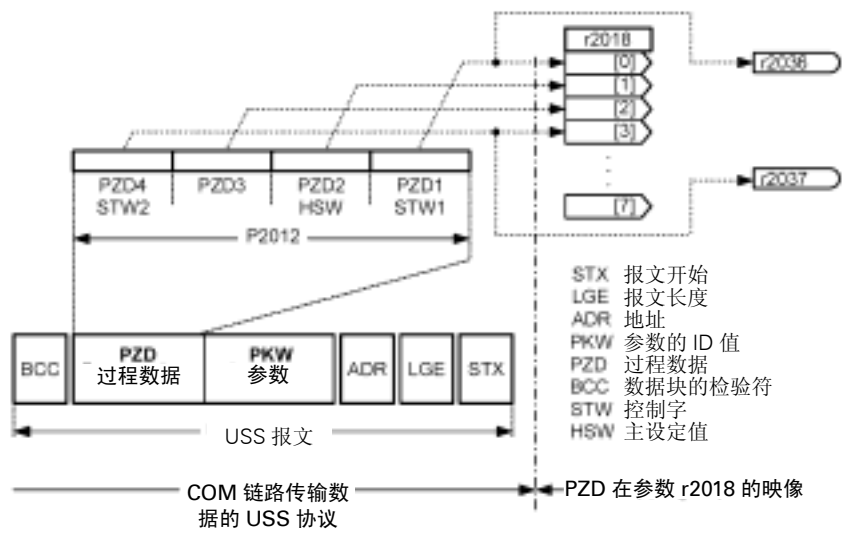 r2018
[0]
[1]
[2]
[3]
[7]
r2036
r2037
PZD4 PZD3 PZD2 PZD1
STW2 HSW STW1
P2012
STX 报文开始
LGE 报文长度
ADR 地址
PKW 参数的 ID 值
PZD 过程数据
BCC 数据块的检验符
STW 控制字
HSW 主设定值
BCC PZD 过程数据 PKW 参数 ADR LGE STX
USS 报文
COM 链路传输数
据的 USS 协议
PZD 在参数 r2018 的映像